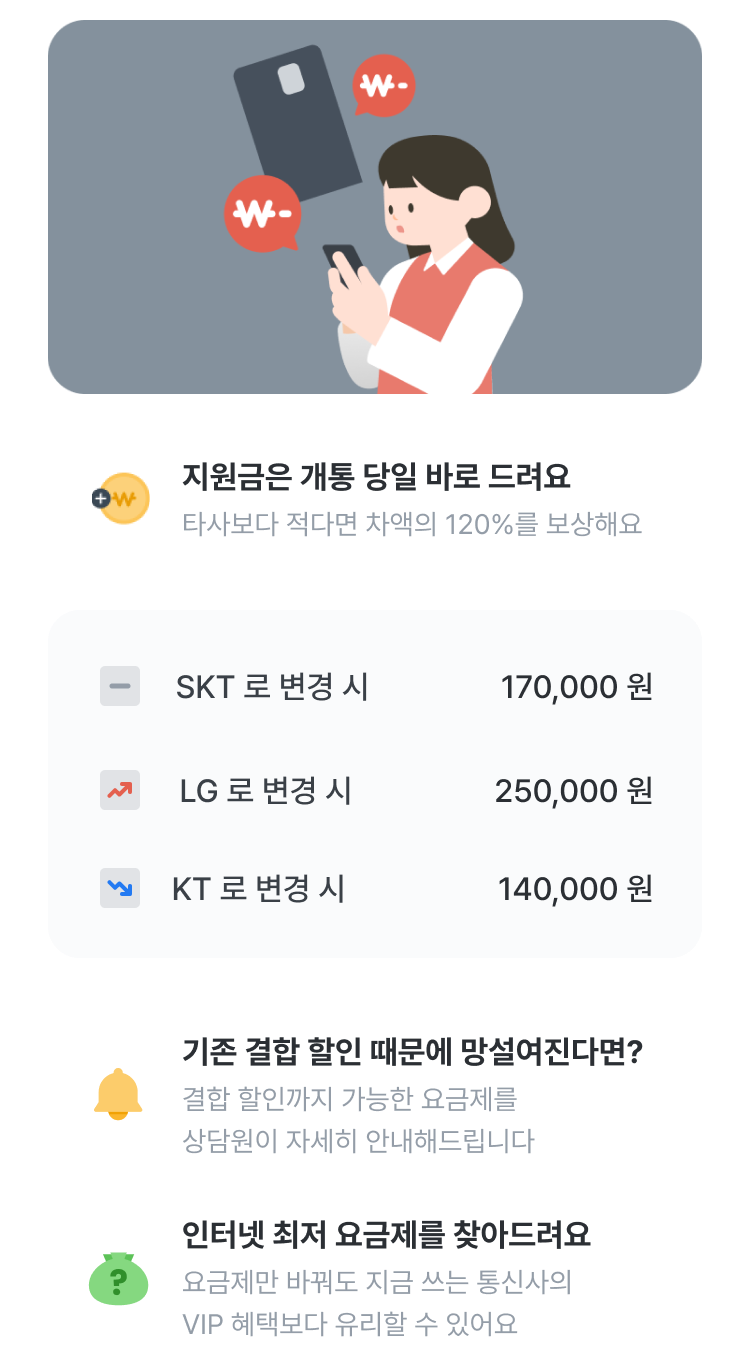 ₩-
₩-
₩
지원금은 개통 당일 바로 드려요
타사보다 적다면 차액의 120%를 보상해요
SKT 로 변경 시 170,000 원
LG 로 변경 시 250,000 원
KT 로 변경 시 140,000 원
기존 결합 할인 때문에 망설여진다면?
결합 할인까지 가능한 요금제를
상담원이 자세히 안내해드립니다
인터넷 최저 요금제를 찾아드려요
?
요금제만 바꿔도 지금 쓰는 통신사의
VIP 혜택보다 유리할 수 있어요